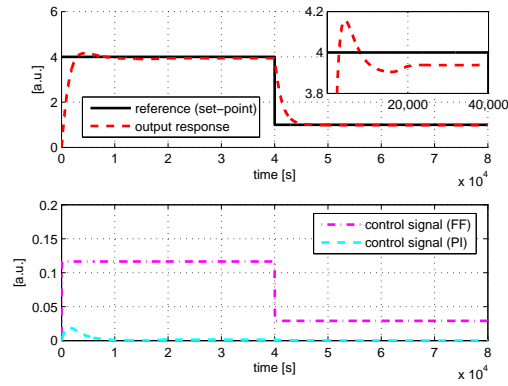 6
4
2
0
[a.u.]
reference (set-point)
output response
4.2
4
3.8
20,000
40,000
0 1 2 3 4 5 6 7 8
time [s]
x 10^4
0.2
0.15
0.1
0.05
0
[a.u.]
control signal (FF)
control signal (PI)
0 1 2 3 4 5 6 7 8
time [s]
x 10^4